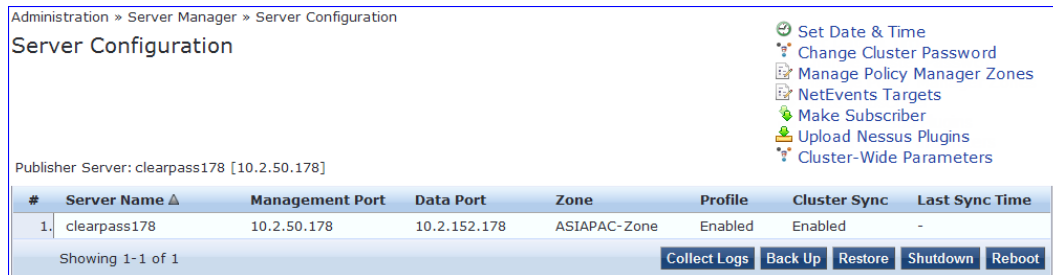 Administration » Server Manager » Server Configuration
Server Configuration
Set Date & Time
Change Cluster Password
Manage Policy Manager Zones
NetEvents Targets
Make Subscriber
Upload Nessus Plugins
Cluster-Wide Parameters
Publisher Server: clearpass178 [10.2.50.178]
# Server Name Management Port Data Port Zone Profile Cluster Sync Last Sync Time
1. clearpass178 10.2.50.178 10.2.152.178 ASIAPAC-Zone Enabled Enabled -
Showing 1-1 of 1 Collect Logs Back Up Restore Shutdown Reboot